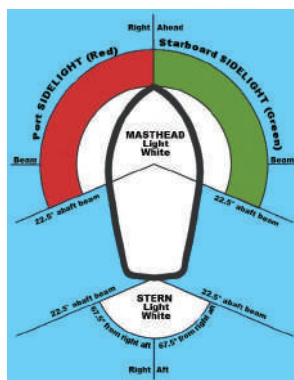 Right Ahead
Port SIDELIGHT (Red)
Starboard SIDELIGHT (Green)
MASTHEAD
Light
White
Beam
Beam
22.5° abaft beam
22.5° abaft beam
22.5° abaft beam
22.5° abaft beam
STERN
Light
White
67.5° from right aft
67.5° from right aft
Right Aft